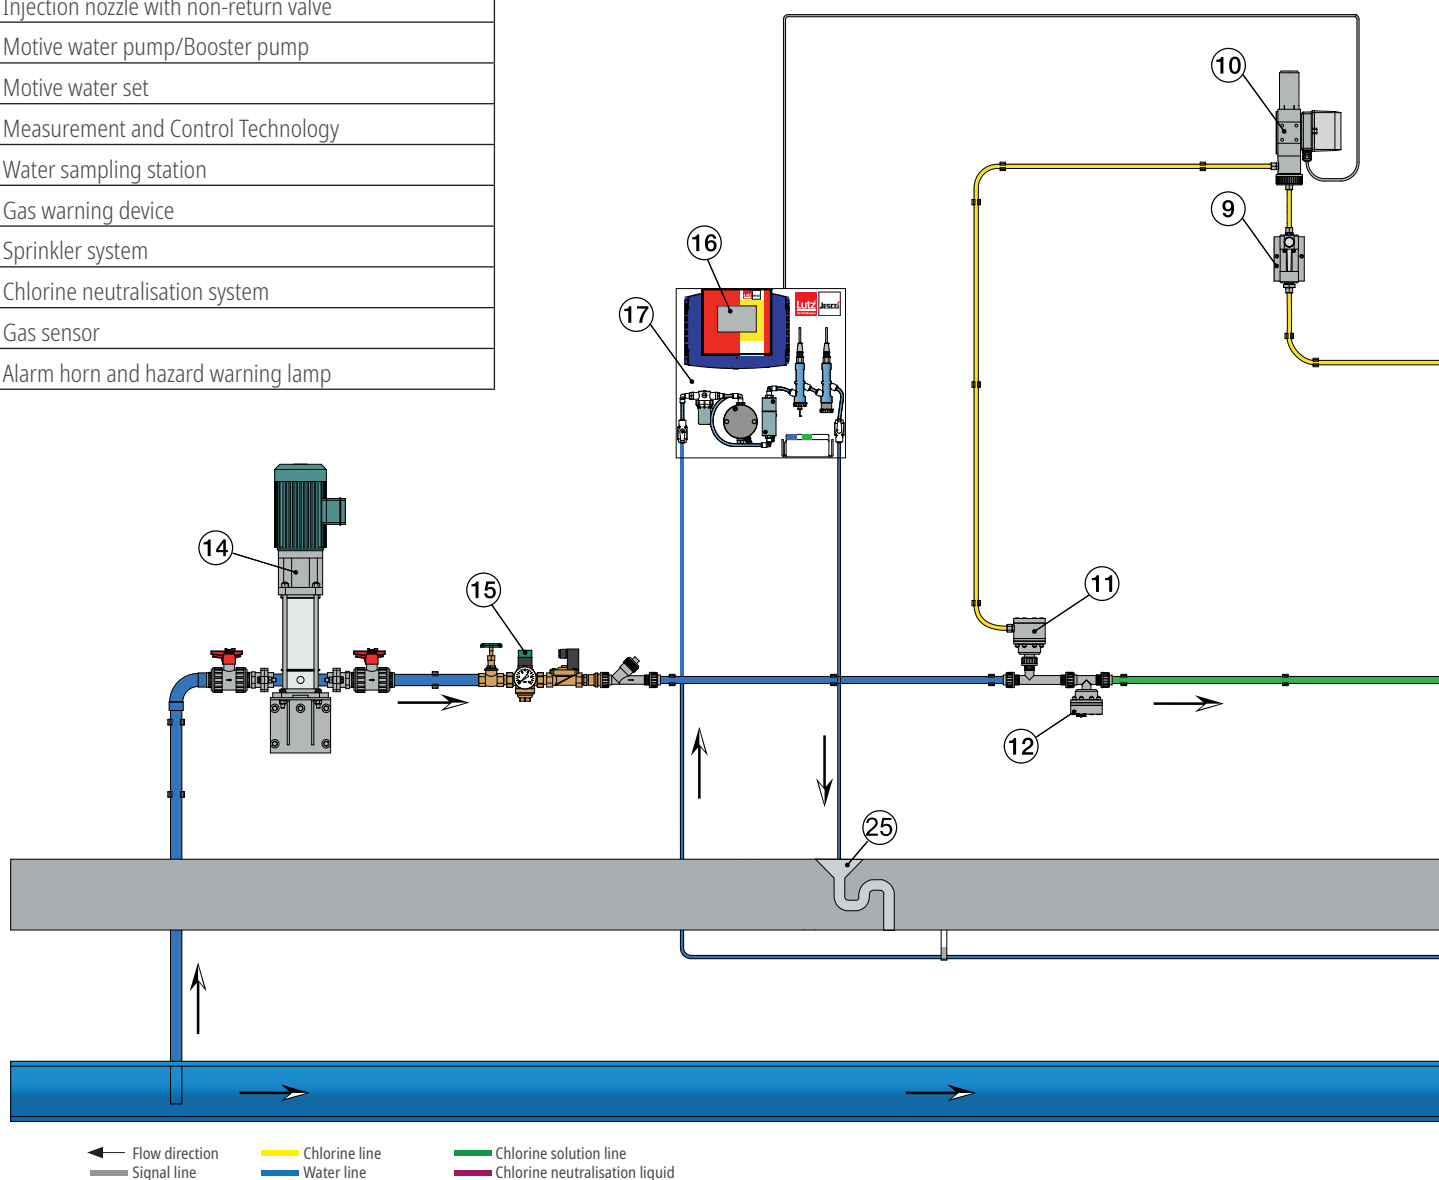 Injection nozzle with non-return valve
Motive water pump/Booster pump
Motive water set
Measurement and Control Technology
Water sampling station
Gas warning device
Sprinkler system
Chlorine neutralisation system
Gas sensor
Alarm horn and hazard warning lamp
10
9
16
17
Lutz
Jesco
14
15
11
12
25
Flow direction
Chlorine line
Chlorine solution line
Signal line
Water line
Chlorine neutralisation liquid